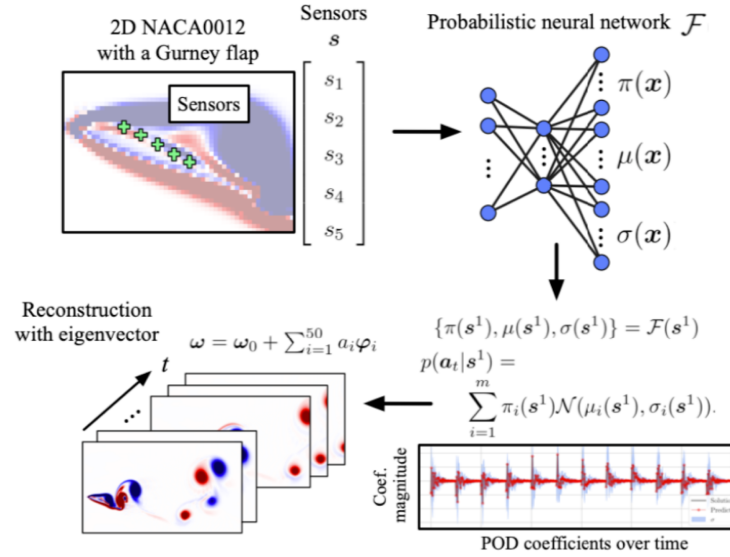 2D NACA0012
with a Gurney flap
Sensors
s
Sensors
s₁
s₂
s₃
s₄
s₅
Probabilistic neural network 𝓕
π(x)
μ(x)
σ(x)
{π(s¹), μ(s¹), σ(s¹)} = 𝓕(s¹)
p(aₜ|s¹) =
∑ᵢ₌₁ᵐ πᵢ(s¹)𝒩(μᵢ(s¹), σᵢ(s¹)).
Reconstruction
with eigenvector
ω = ω₀ + ∑ᵢ₌₁⁵⁰ aᵢφᵢ
t
Coef.
magnitude
σ
POD coefficients over time